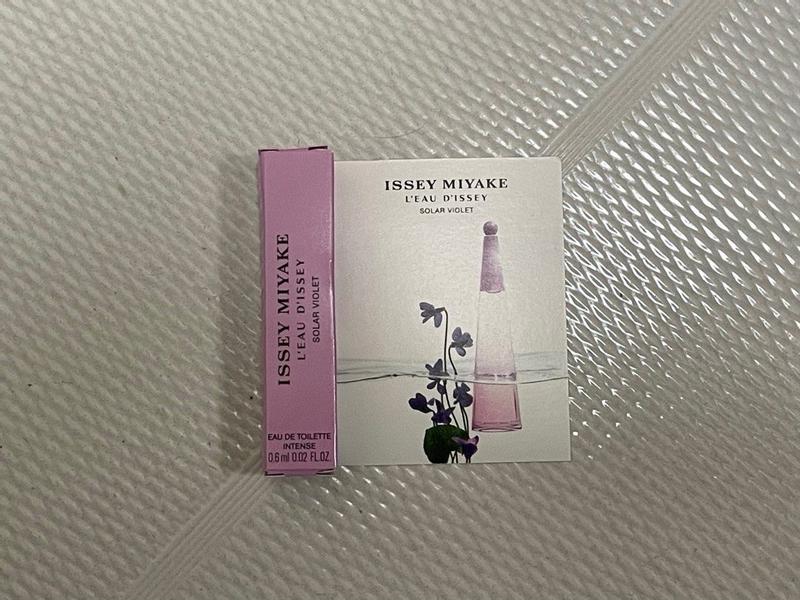 ISSEY MIYAKE
L'EAU D'ISSEY
SOLAR VIOLET
EAU DE TOILETTE
INTENSE
0.6 ml 0.02 FL.OZ.
ISSEY MIYAKE
L'EAU D'ISSEY
SOLAR VIOLET